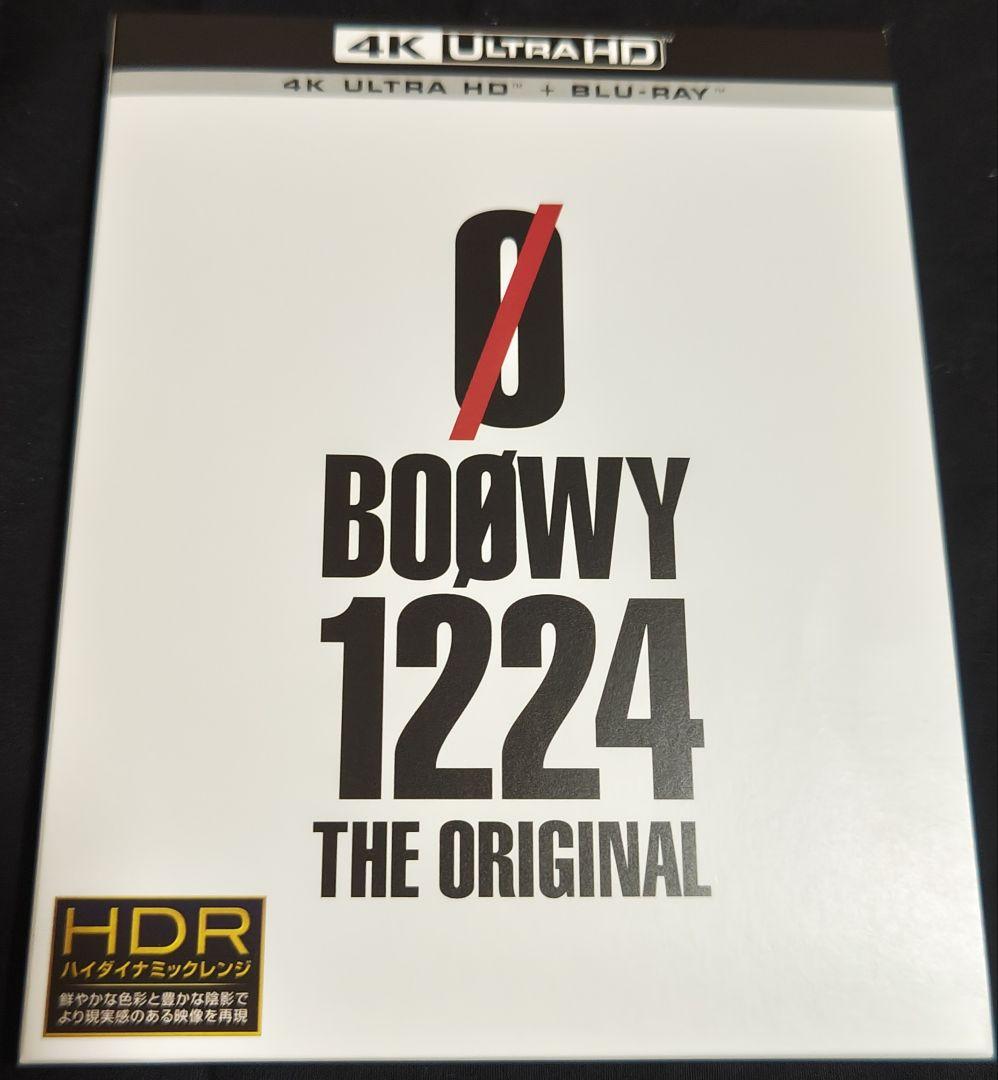 4K ULTRA HD™
4K ULTRA HD™ + BLU-RAY™
Ø
BOØWY
1224
THE ORIGINAL
HDR
ハイダイナミックレンジ
鮮やかな色彩と豊かな陰影で
より現実感のある映像を再現